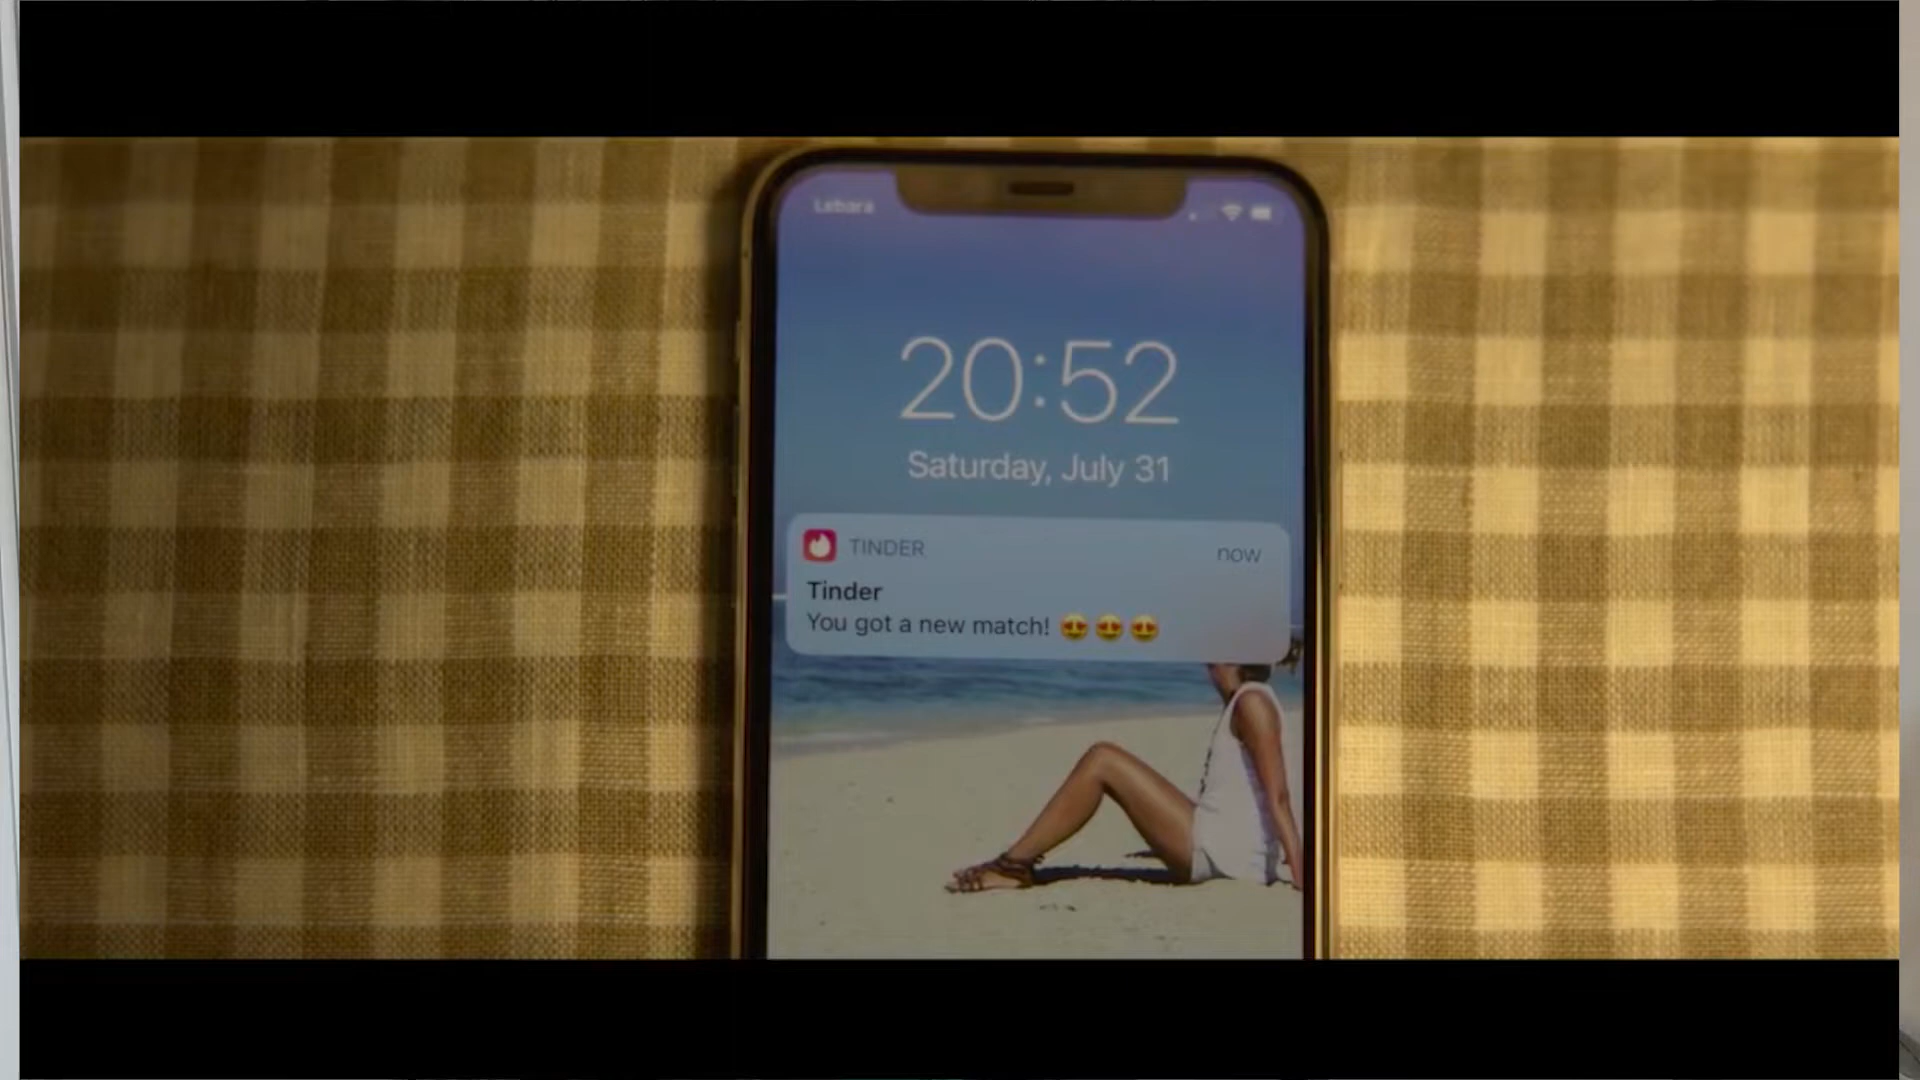 Lebara
20:52
Saturday, July 31
TINDER
now
Tinder
You got a new match! 😍 😍 😍